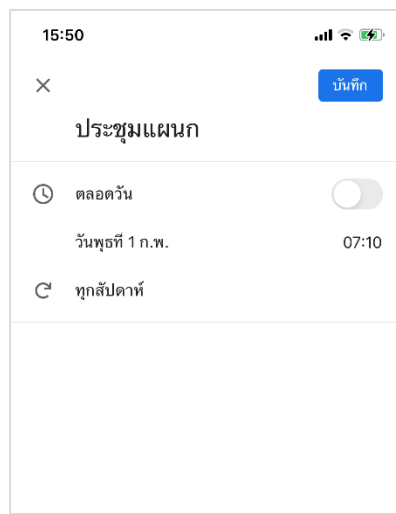 15:50
บันทึก
ประชุมแผนก
ตลอดวัน
วันพุธที่ 1 ก.พ. 07:10
ทุกสัปดาห์